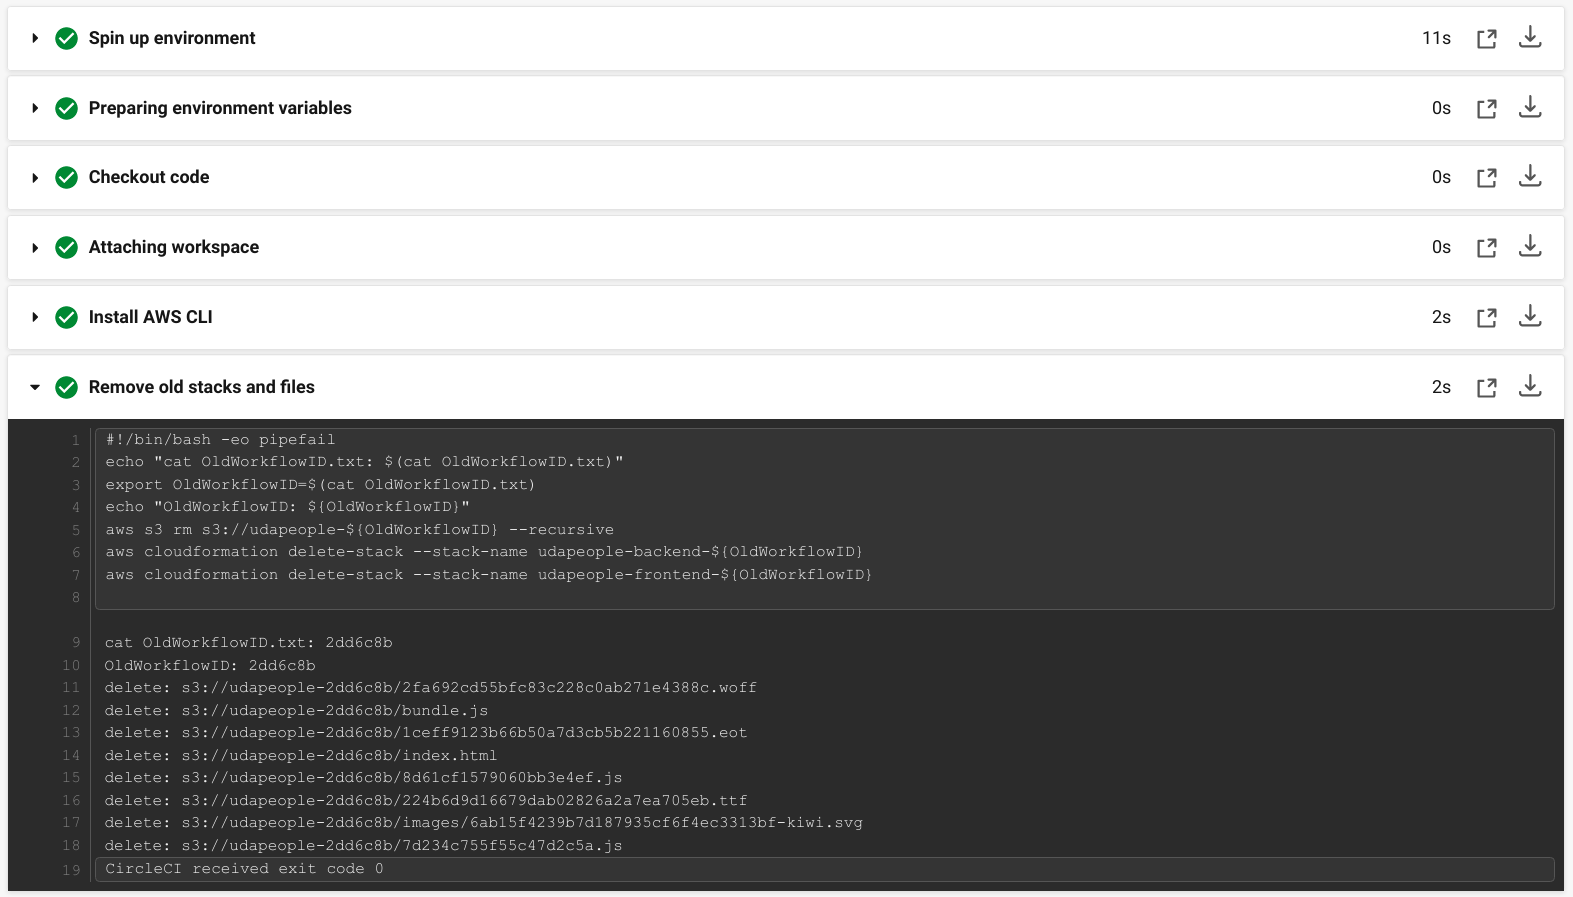 Spin up environment 11s
Preparing environment variables 0s
Checkout code 0s
Attaching workspace 0s
Install AWS CLI 2s
Remove old stacks and files 2s
1 #!/bin/bash -eo pipefail
2 echo "cat OldWorkflowID.txt: $(cat OldWorkflowID.txt)"
3 export OldWorkflowID=$(cat OldWorkflowID.txt)
4 echo "OldWorkflowID: ${OldWorkflowID}"
5 aws s3 rm s3://udapeople-${OldWorkflowID} --recursive
6 aws cloudformation delete-stack --stack-name udapeople-backend-${OldWorkflowID}
7 aws cloudformation delete-stack --stack-name udapeople-frontend-${OldWorkflowID}
8
9 cat OldWorkflowID.txt: 2dd6c8b
10 OldWorkflowID: 2dd6c8b
11 delete: s3://udapeople-2dd6c8b/2fa692cd55bfc83c228c0ab271e4388c.woff
12 delete: s3://udapeople-2dd6c8b/bundle.js
13 delete: s3://udapeople-2dd6c8b/1ceff9123b66b50a7d3cb5b221160855.eot
14 delete: s3://udapeople-2dd6c8b/index.html
15 delete: s3://udapeople-2dd6c8b/8d61cf1579060bb3e4ef.js
16 delete: s3://udapeople-2dd6c8b/224b6d9d16679dab02826a2a7ea705eb.ttf
17 delete: s3://udapeople-2dd6c8b/images/6ab15f4239b7d187935cf6f4ec3313bf-kiwi.svg
18 delete: s3://udapeople-2dd6c8b/7d234c755f55c47d2c5a.js
19 CircleCI received exit code 0